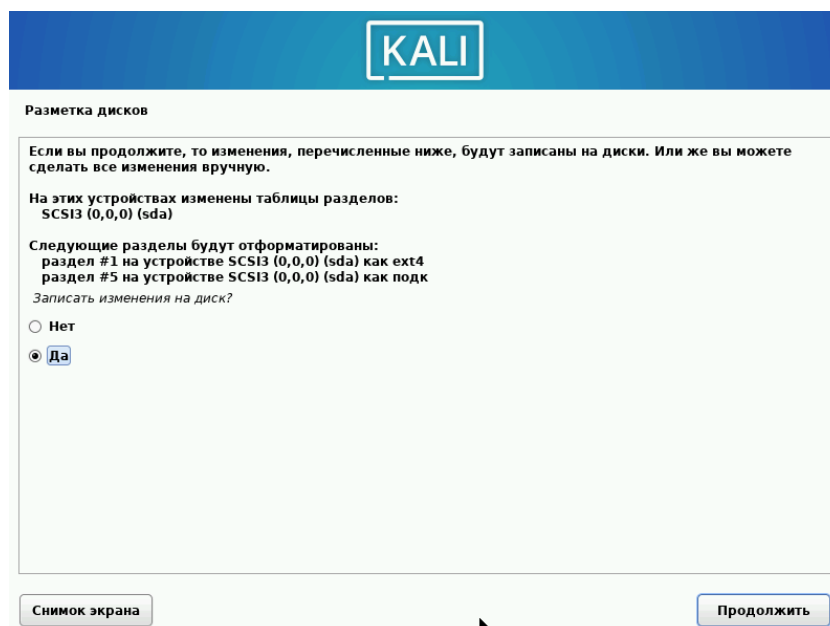 KALI
Разметка дисков
Если вы продолжите, то изменения, перечисленные ниже, будут записаны на диски. Или же вы можете
сделать все изменения вручную.
На этих устройствах изменены таблицы разделов:
SCSI3 (0,0,0) (sda)
Следующие разделы будут отформатированы:
раздел #1 на устройстве SCSI3 (0,0,0) (sda) как ext4
раздел #5 на устройстве SCSI3 (0,0,0) (sda) как подк
Записать изменения на диск?
Нет
Да
Снимок экрана
Продолжить